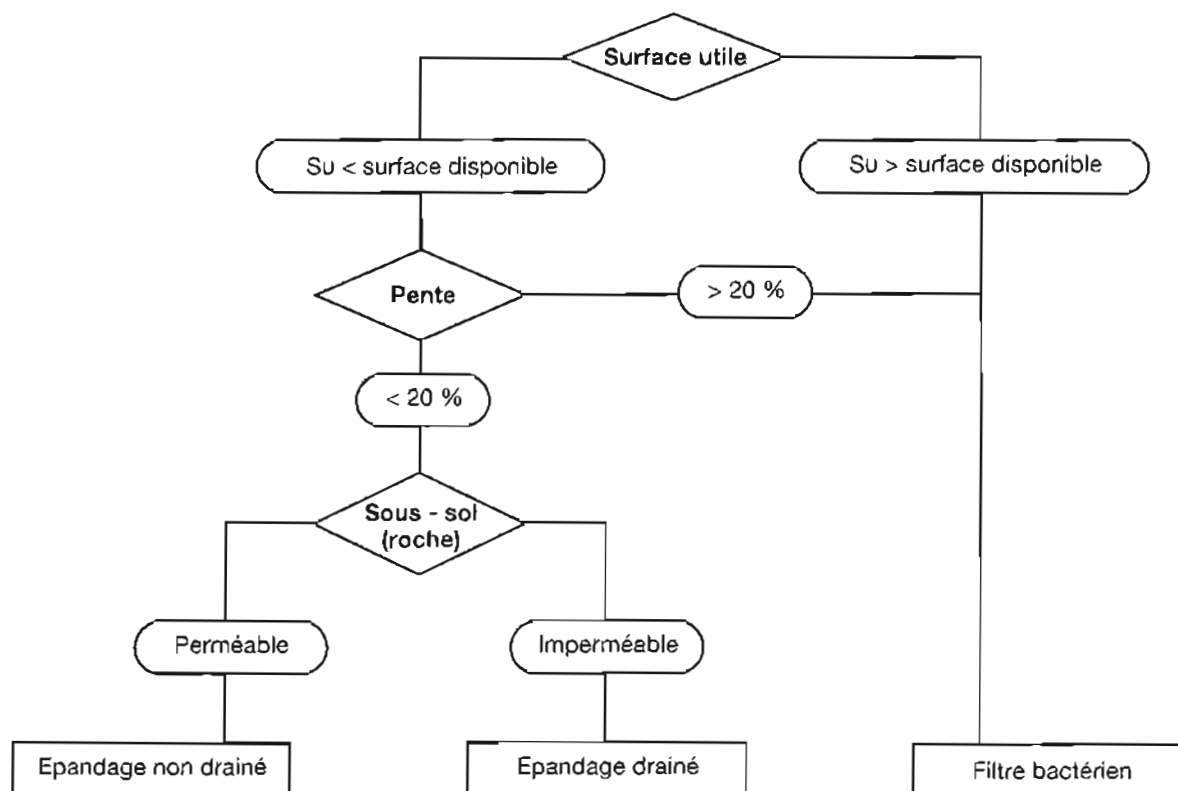 Surface utile
Su < surface disponible
Su > surface disponible
Pente
> 20 %
< 20 %
Sous - sol
(roche)
Perméable
Imperméable
Epandage non drainé
Epandage drainé
Filtre bactérien